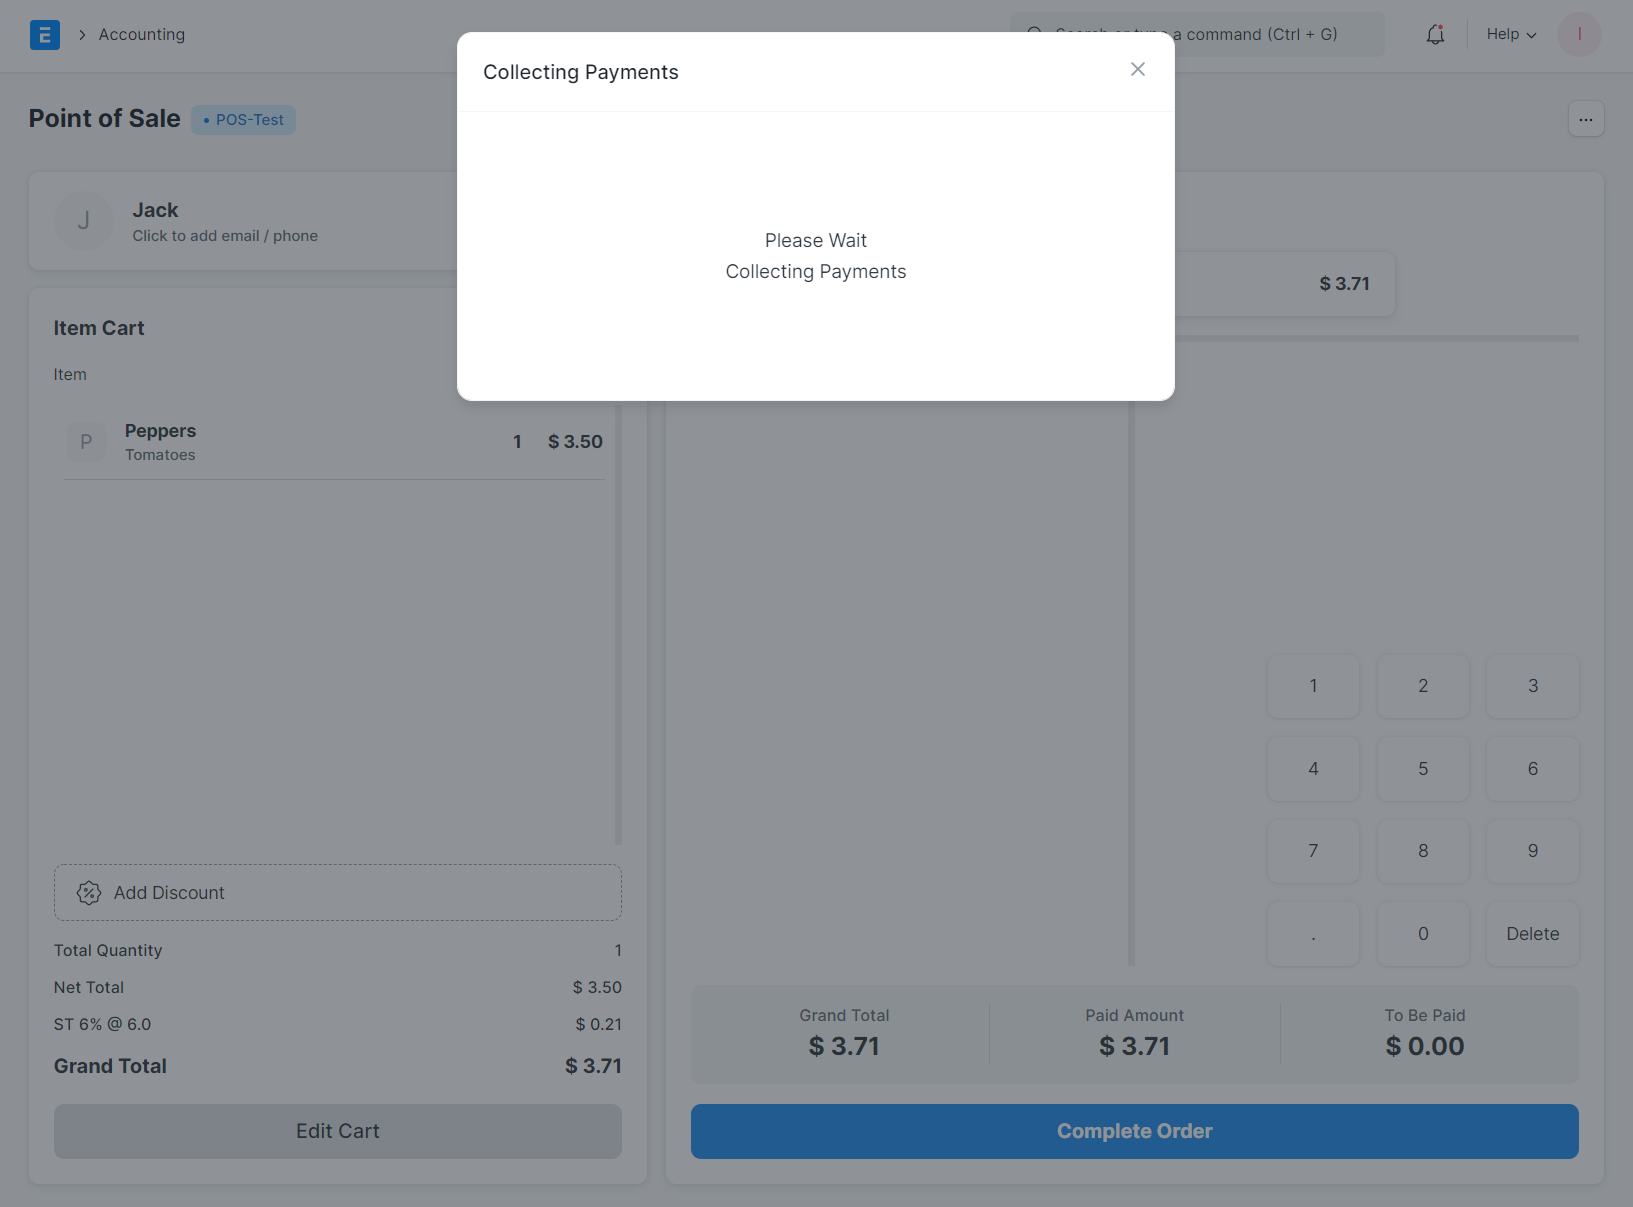 E
Accounting
Search or type a command (Ctrl + G)
Help
I
Point of Sale
• POS-Test
...
Collecting Payments
Please Wait
Collecting Payments
J
Jack
Click to add email / phone
$ 3.71
Item Cart
Item
P
Peppers
Tomatoes
1
$ 3.50
Add Discount
Total Quantity
1
Net Total
$ 3.50
ST 6% @ 6.0
$ 0.21
Grand Total
$ 3.71
Edit Cart
1
2
3
4
5
6
7
8
9
.
0
Delete
Grand Total
$ 3.71
Paid Amount
$ 3.71
To Be Paid
$ 0.00
Complete Order